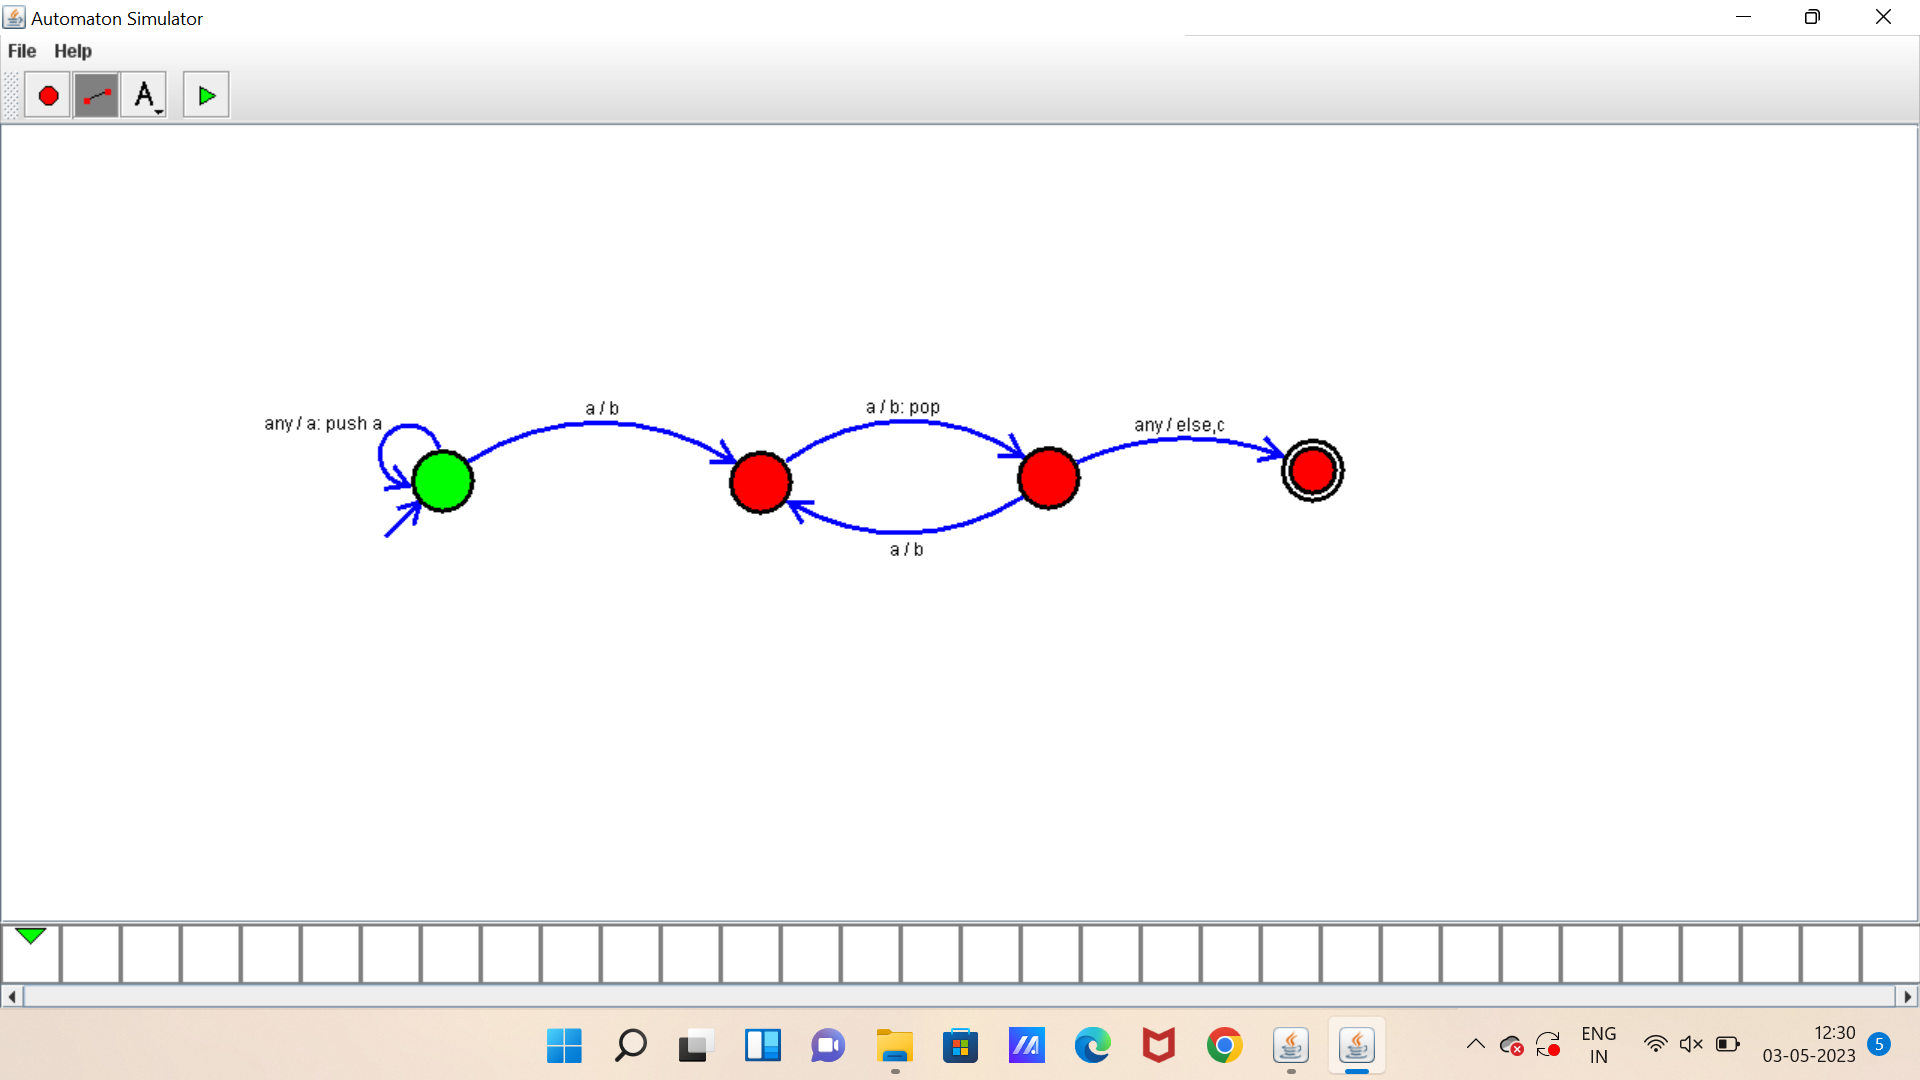 Automaton Simulator
File Help
A
any / a: push a
a / b
a / b: pop
any / else,c
a / b
ENG
IN
12:30
03-05-2023
5